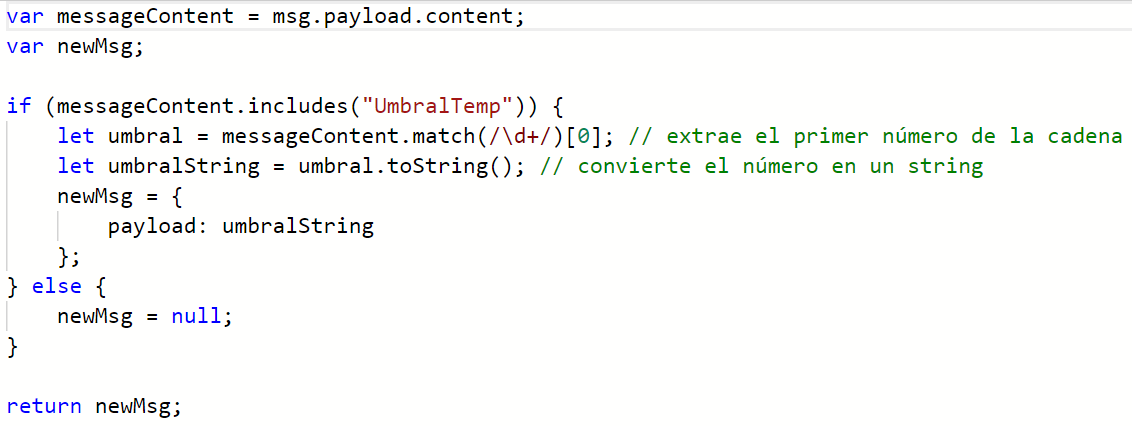 var messageContent = msg.payload.content;
var newMsg;
if (messageContent.includes("UmbralTemp")) {
let umbral = messageContent.match(/\d+/)[0]; // extrae el primer número de la cadena
let umbralString = umbral.toString(); // convierte el número en un string
newMsg = {
payload: umbralString
};
} else {
newMsg = null;
}
return newMsg;